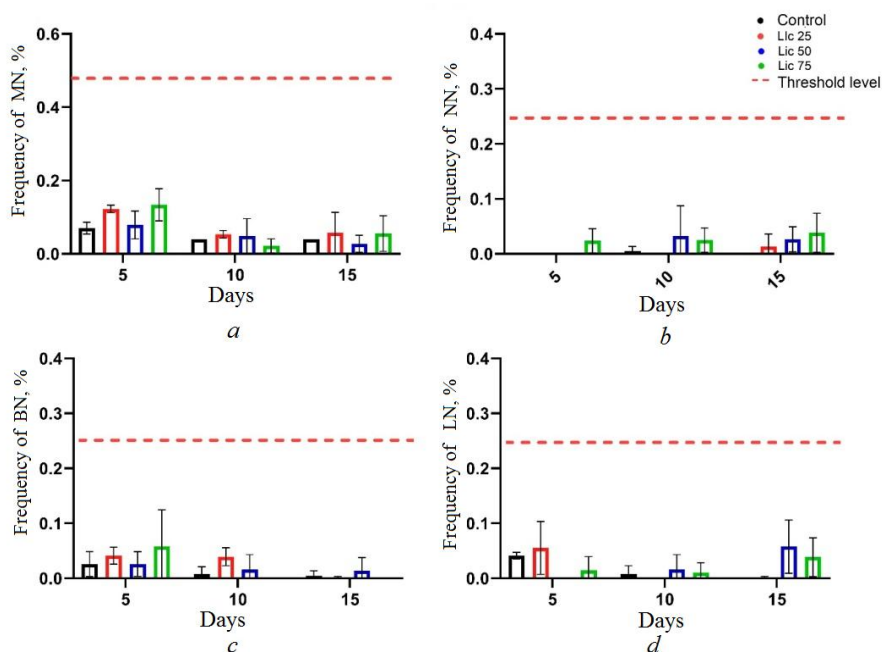 Frequency of MN, %
0.6
0.4
0.2
0.0
5
10
15
Days
a
Frequency of NN, %
0.4
0.3
0.2
0.1
0.0
5
10
15
Days
b
Control
LIc 25
Lic 50
Lic 75
Threshold level
Frequency of BN, %
0.4
0.3
0.2
0.1
0.0
5
10
15
Days
c
Frequency of LN, %
0.4
0.3
0.2
0.1
0.0
5
10
15
Days
d